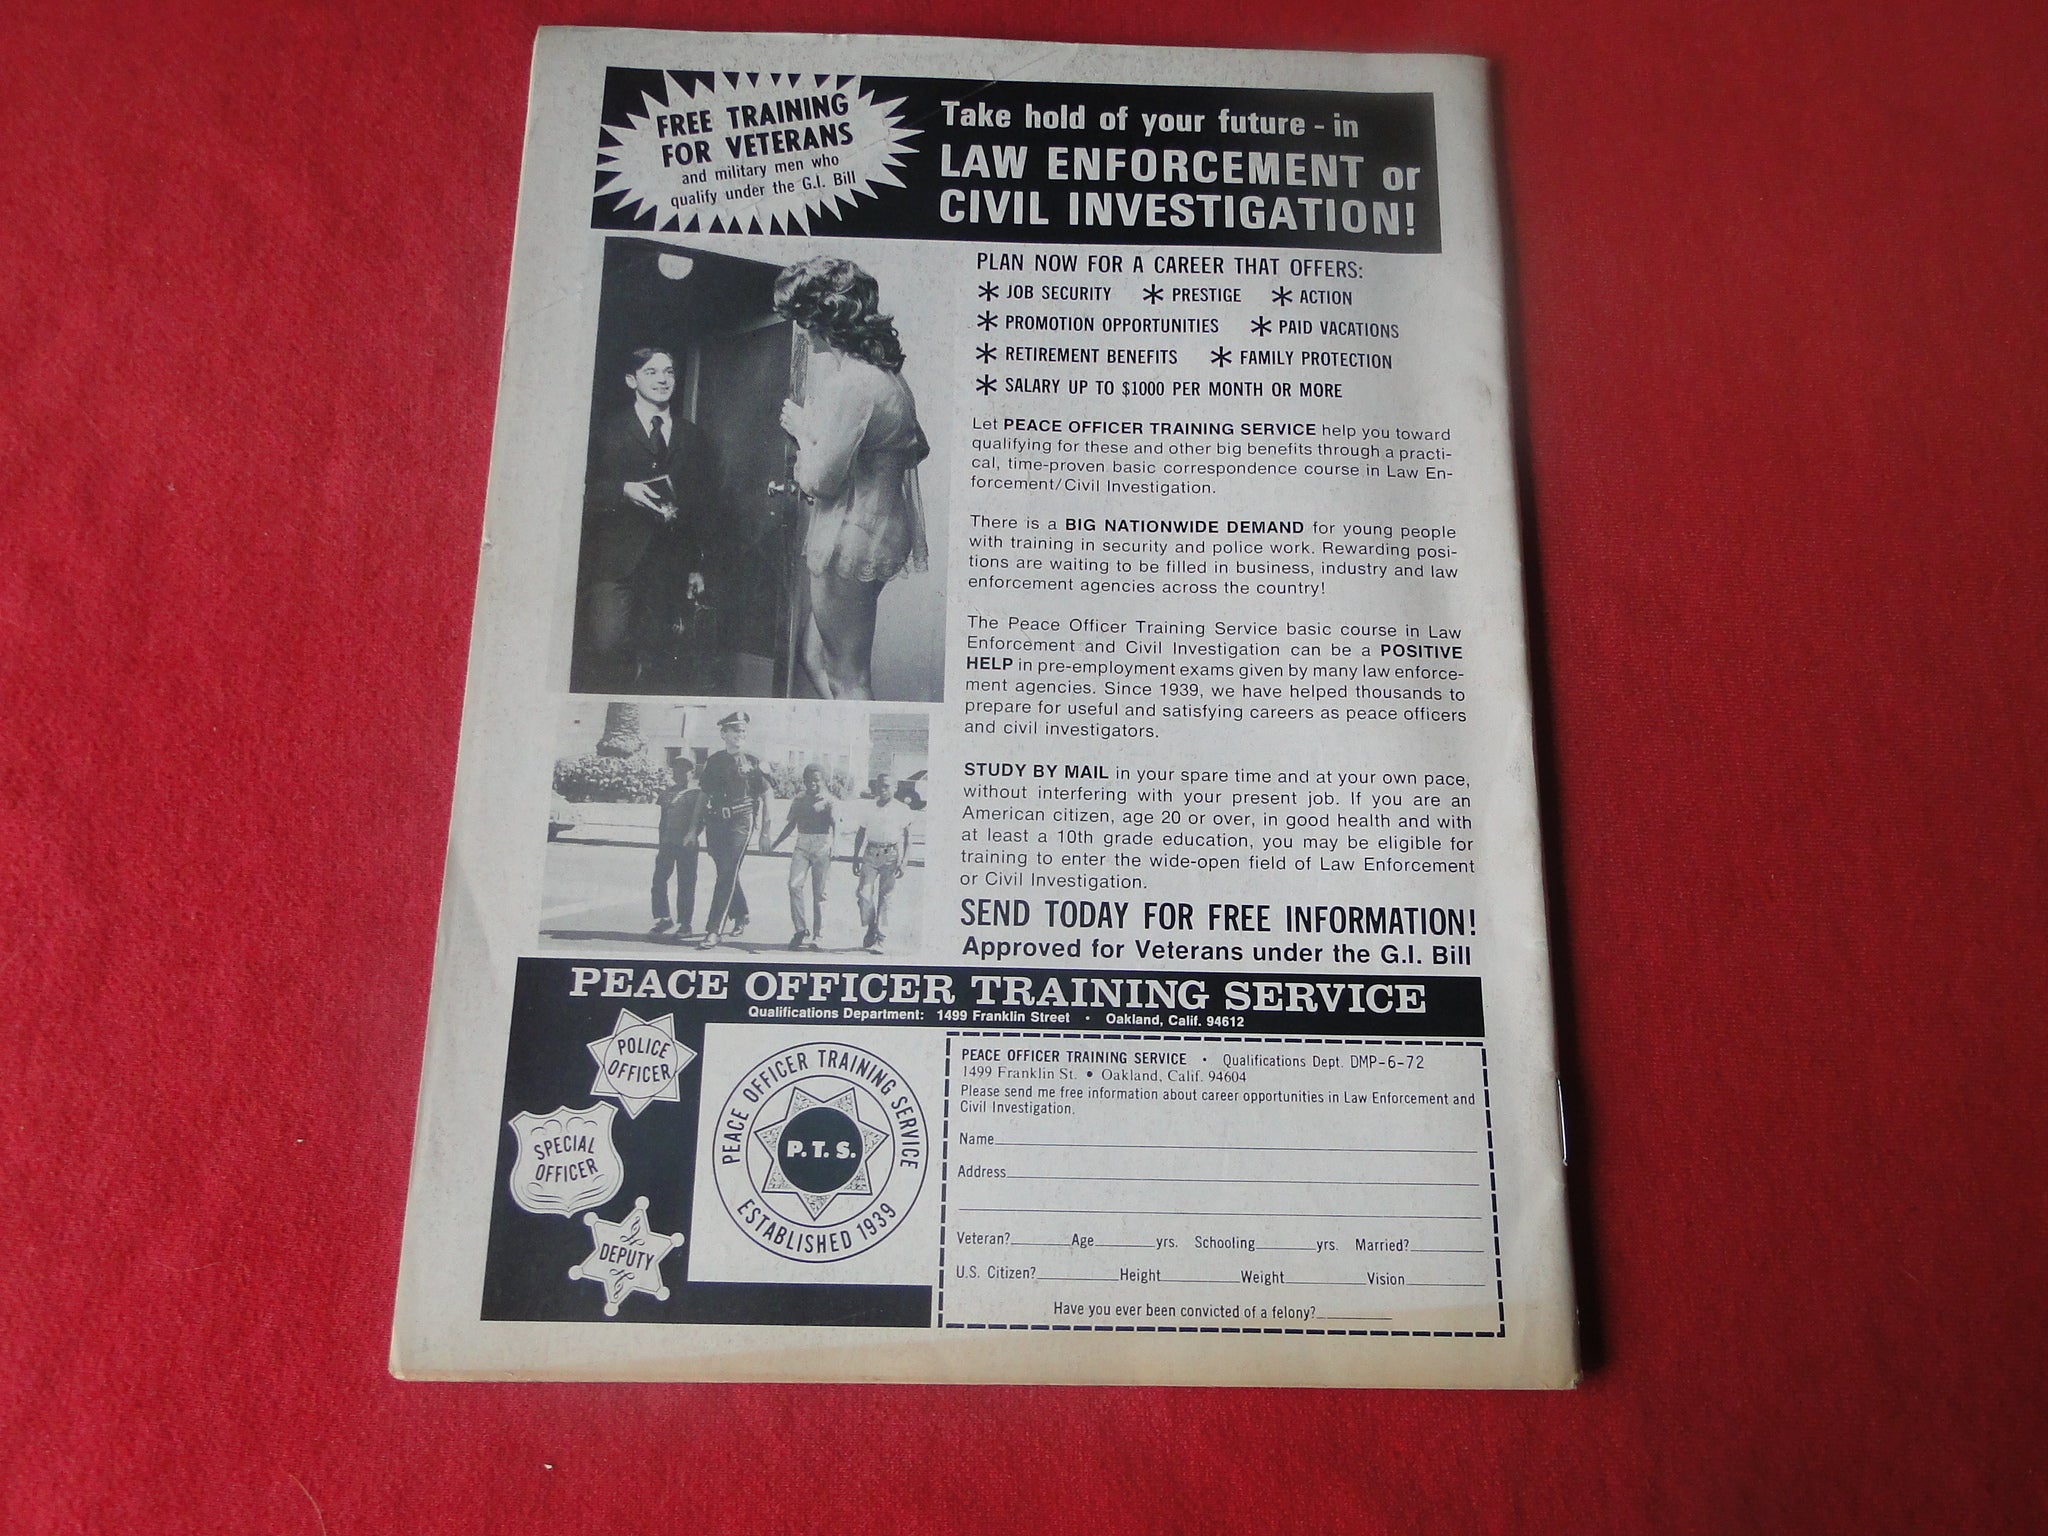 FREE TRAINING
FOR VETERANS
and military men who
qualify under the G.I. Bill
Take hold of your future - in
LAW ENFORCEMENT or
CIVIL INVESTIGATION!
PLAN NOW FOR A CAREER THAT OFFERS:
* JOB SECURITY * PRESTIGE * ACTION
* PROMOTION OPPORTUNITIES * PAID VACATIONS
* RETIREMENT BENEFITS * FAMILY PROTECTION
* SALARY UP TO $1000 PER MONTH OR MORE
Let PEACE OFFICER TRAINING SERVICE help you toward
qualifying for these and other big benefits through a practi-
cal, time-proven basic correspondence course in Law En-
forcement/Civil Investigation.
There is a BIG NATIONWIDE DEMAND for young people
with training in security and police work. Rewarding posi-
tions are waiting to be filled in business, industry and law
enforcement agencies across the country!
The Peace Officer Training Service basic course in Law
Enforcement and Civil Investigation can be a POSITIVE
HELP in pre-employment exams given by many law enforce-
ment agencies. Since 1939, we have helped thousands to
prepare for useful and satisfying careers as peace officers
and civil investigators.
STUDY BY MAIL in your spare time and at your own pace,
without interfering with your present job. If you are an
American citizen, age 20 or over, in good health and with
at least a 10th grade education, you may be eligible for
training to enter the wide-open field of Law Enforcement
or Civil Investigation.
SEND TODAY FOR FREE INFORMATION!
Approved for Veterans under the G.I. Bill
PEACE OFFICER TRAINING SERVICE
Qualifications Department: 1499 Franklin Street • Oakland, Calif. 94612
POLICE
OFFICER
SPECIAL
OFFICER
DEPUTY
PEACE OFFICER TRAINING SERVICE
P. T. S.
ESTABLISHED 1939
PEACE OFFICER TRAINING SERVICE • Qualifications Dept. DMP-6-72
1499 Franklin St. • Oakland, Calif. 94604
Please send me free information about career opportunities in Law Enforcement and
Civil Investigation.
Name
Address
Veteran? Age yrs. Schooling yrs. Married?
U.S. Citizen? Height Weight Vision
Have you ever been convicted of a felony?